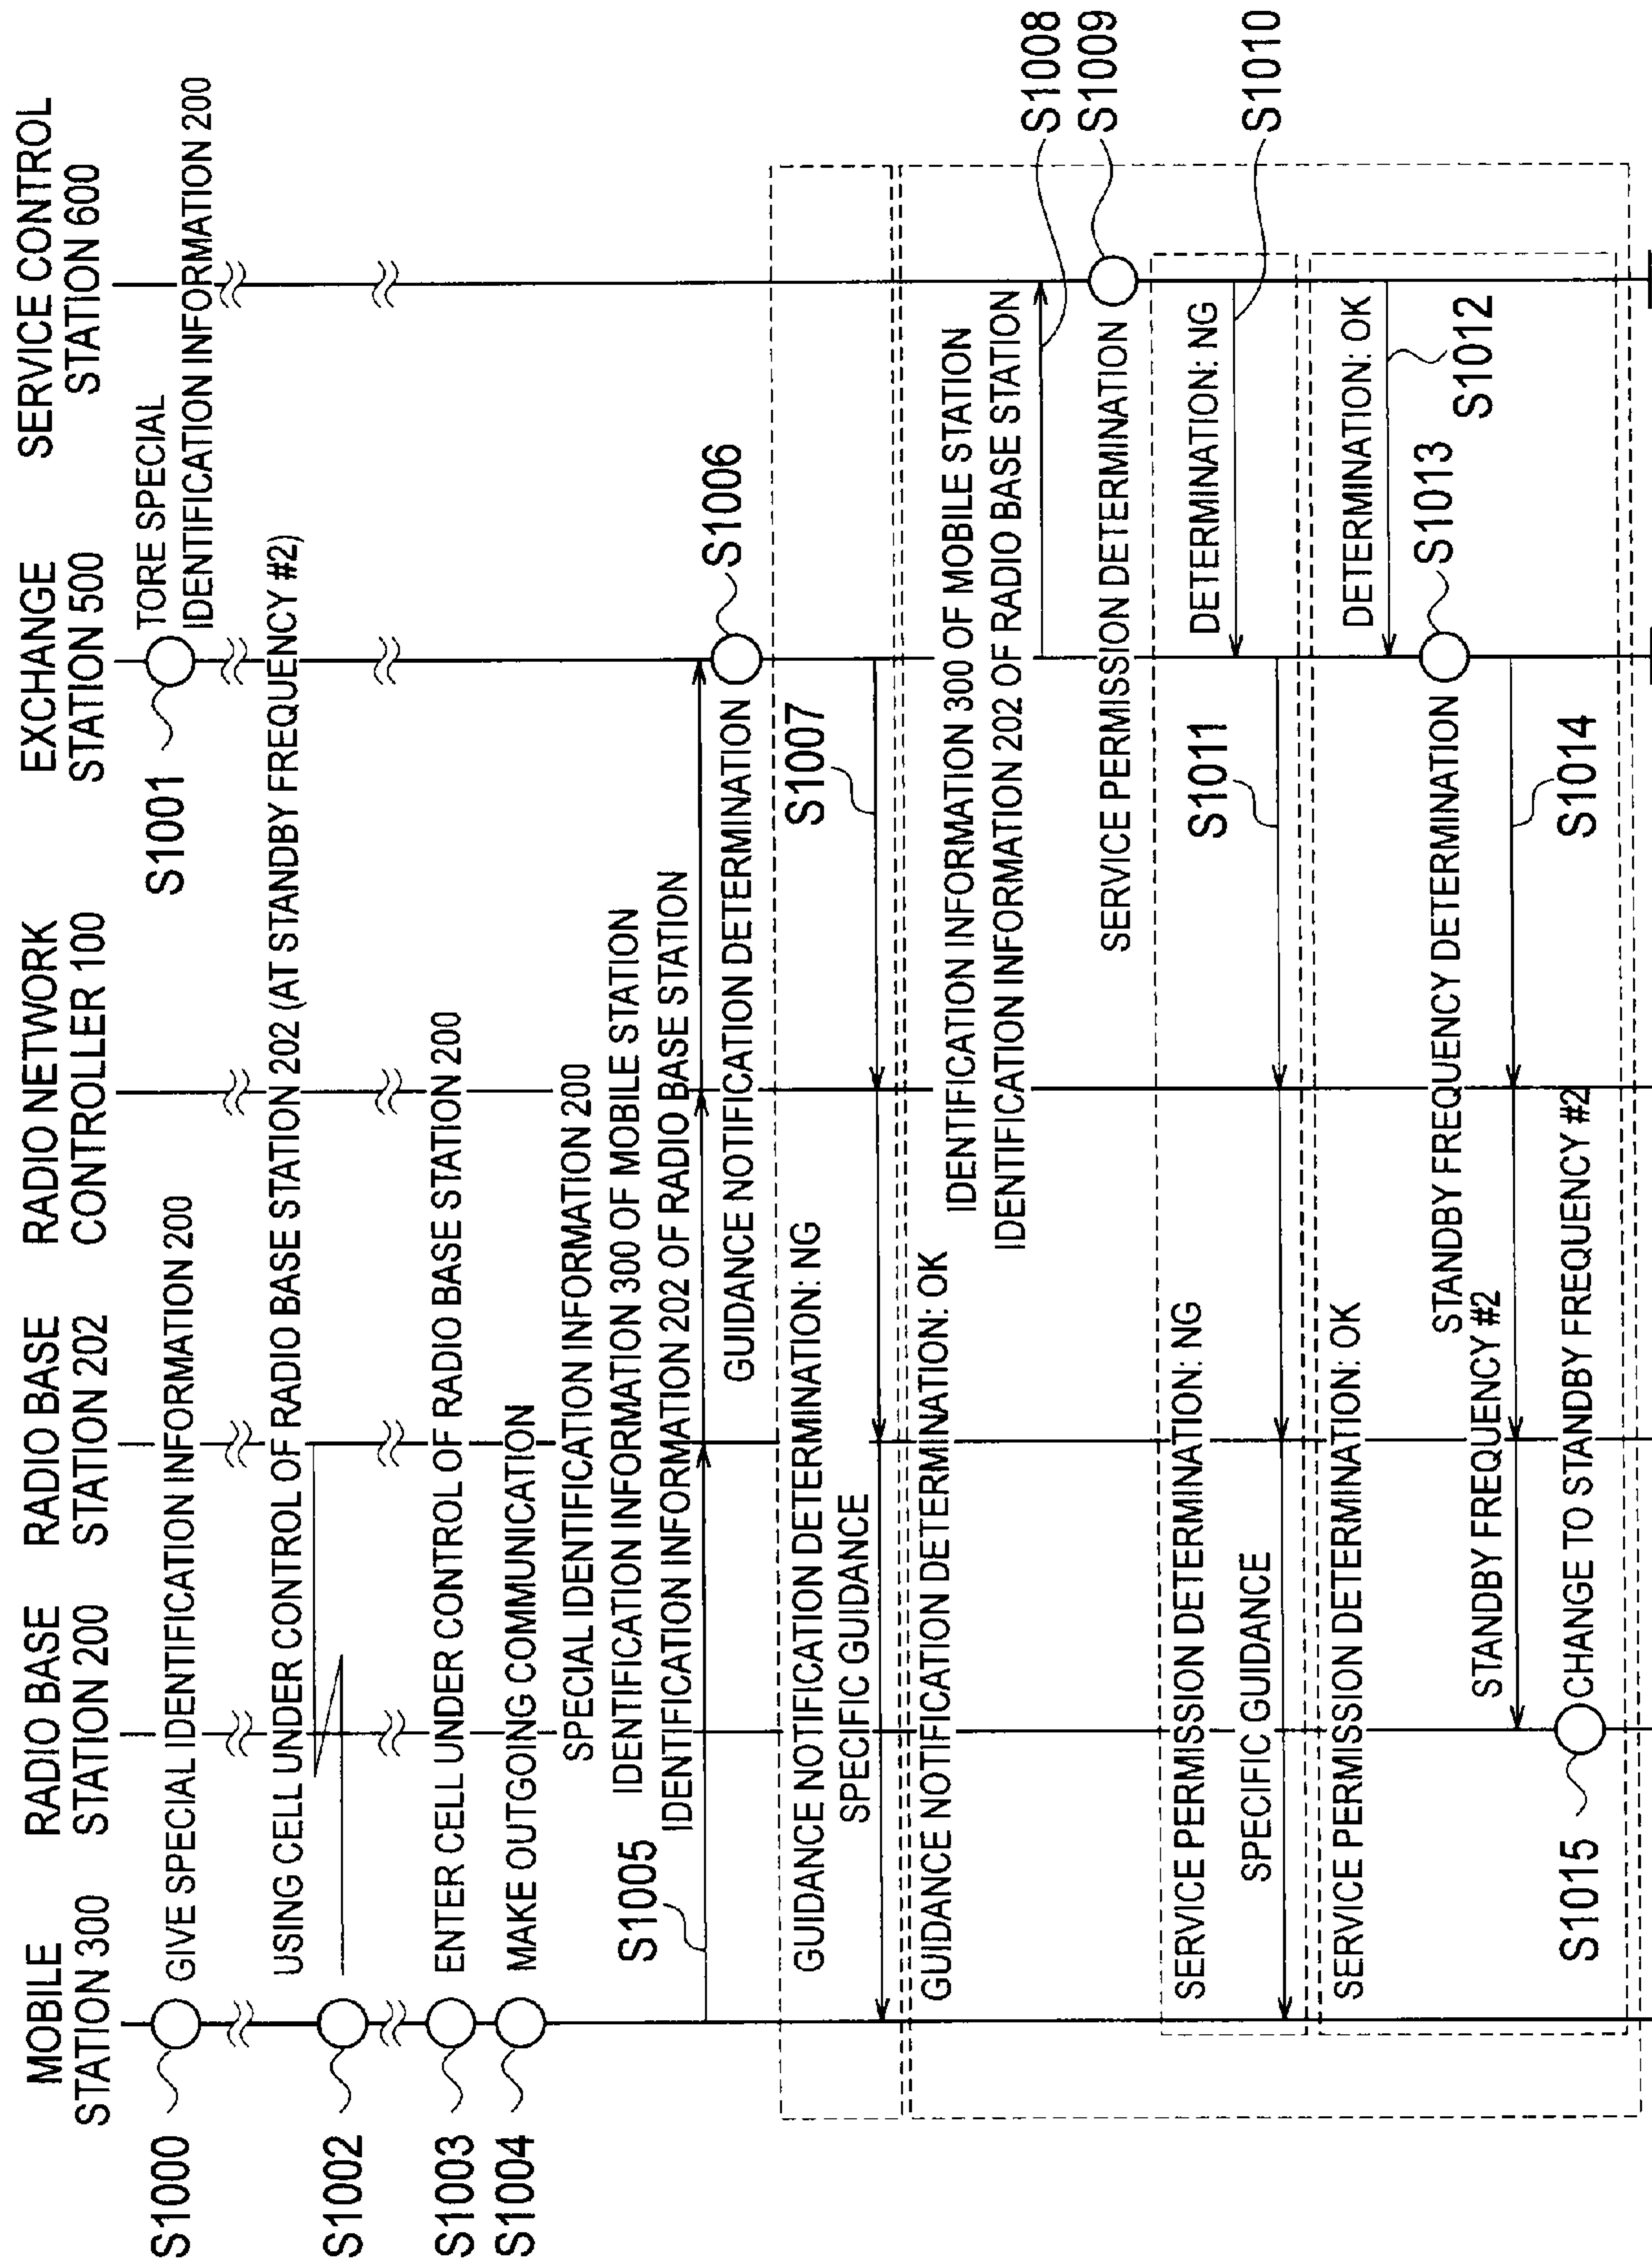 MOBILE
STATION 300
RADIO BASE
STATION 200
RADIO BASE
STATION 202
RADIO NETWORK
CONTROLLER 100
EXCHANGE
STATION 500
SERVICE CONTROL
STATION 600
S1000
GIVE SPECIAL IDENTIFICATION INFORMATION 200
S1001
TORE SPECIAL
IDENTIFICATION INFORMATION 200
S1002
USING CELL UNDER CONTROL OF RADIO BASE STATION 202 (AT STANDBY FREQUENCY #2)
S1003
ENTER CELL UNDER CONTROL OF RADIO BASE STATION 200
S1004
MAKE OUTGOING COMMUNICATION
S1005
SPECIAL IDENTIFICATION INFORMATION 200
IDENTIFICATION INFORMATION 300 OF MOBILE STATION
IDENTIFICATION INFORMATION 202 OF RADIO BASE STATION
S1006
GUIDANCE NOTIFICATION DETERMINATION
GUIDANCE NOTIFICATION DETERMINATION: NG
S1007
SPECIFIC GUIDANCE
GUIDANCE NOTIFICATION DETERMINATION: OK
IDENTIFICATION INFORMATION 300 OF MOBILE STATION
IDENTIFICATION INFORMATION 202 OF RADIO BASE STATION
S1008
S1009
SERVICE PERMISSION DETERMINATION
S1010
SERVICE PERMISSION DETERMINATION: NG
DETERMINATION: NG
S1011
SPECIFIC GUIDANCE
SERVICE PERMISSION DETERMINATION: OK
DETERMINATION: OK
S1012
S1013
STANDBY FREQUENCY DETERMINATION
STANDBY FREQUENCY #2
S1014
S1015
CHANGE TO STANDBY FREQUENCY #2